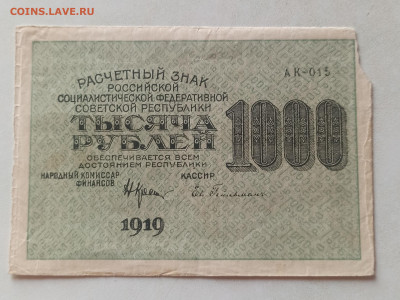 COINS.LAVE.RU
РАСЧЕТНЫЙ ЗНАК
РОССИЙСКОЙ
СОЦИАЛИСТИЧЕСКОЙ ФЕДЕРАТИВНОЙ
СОВЕТСКОЙ РЕСПУБЛИКИ
АК-015
ТЫСЯЧА
РУБЛЕЙ
1000
ОБЕСПЕЧИВАЕТСЯ ВСЕМ
ДОСТОЯНИЕМ РЕСПУБЛИКИ
НАРОДНЫЙ КОМИССАР
ФИНАНСОВ
КАССИР
1919